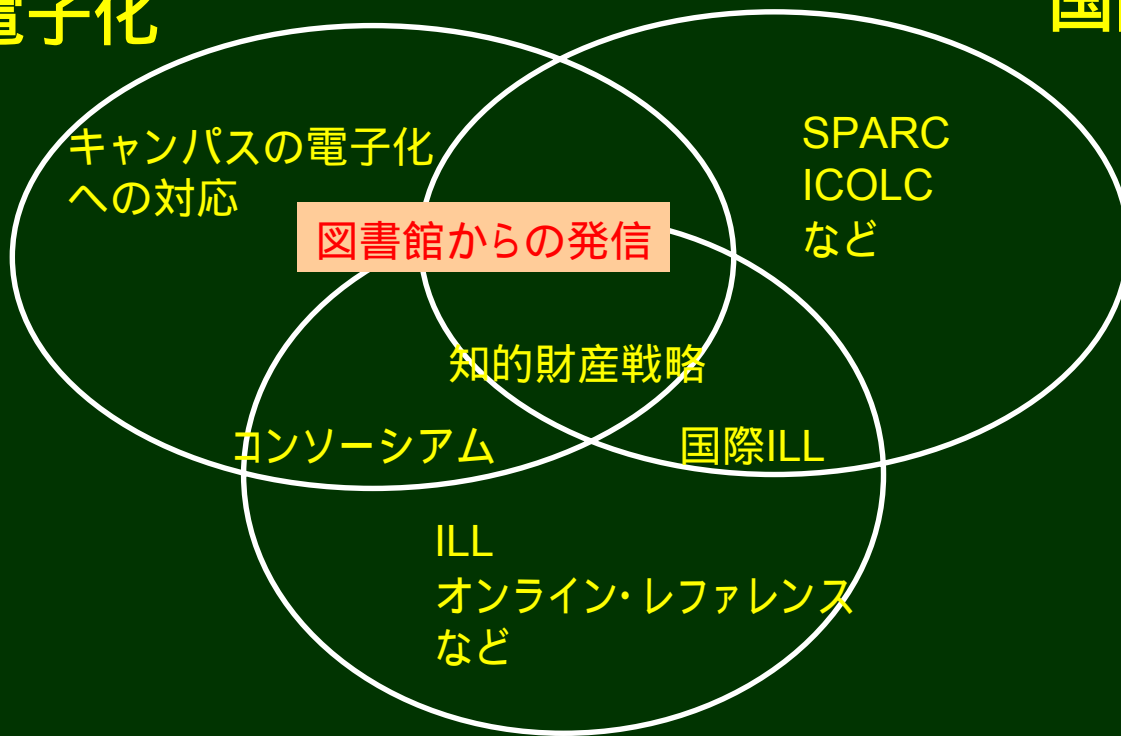 電子化
国
キャンパスの電子化
への対応
SPARC
ICOLC
など
図書館からの発信
知的財産戦略
コンソーシアム
国際ILL
ILL
オンライン・レファレンス
など